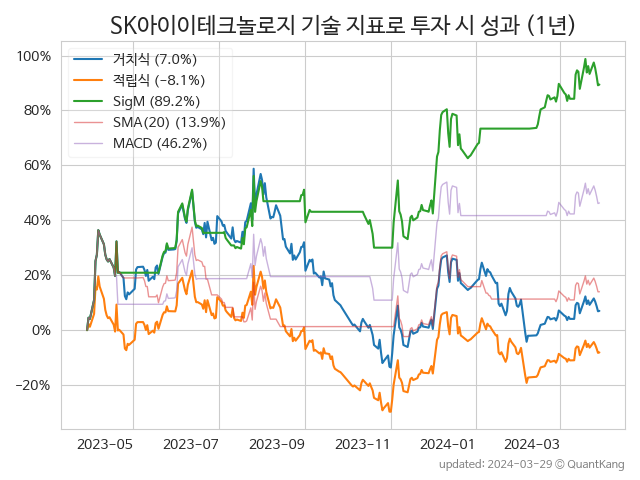 SK아이이테크놀로지 기술 지표로 투자 시 성과 (1년)
100%
80%
60%
40%
20%
0%
−20%
거치식 (7.0%)
적립식 (−8.1%)
SigM (89.2%)
SMA(20) (13.9%)
MACD (46.2%)
2023−05
2023−07
2023−09
2023−11
2024−01
2024−03
updated: 2024−03−29 © QuantKang